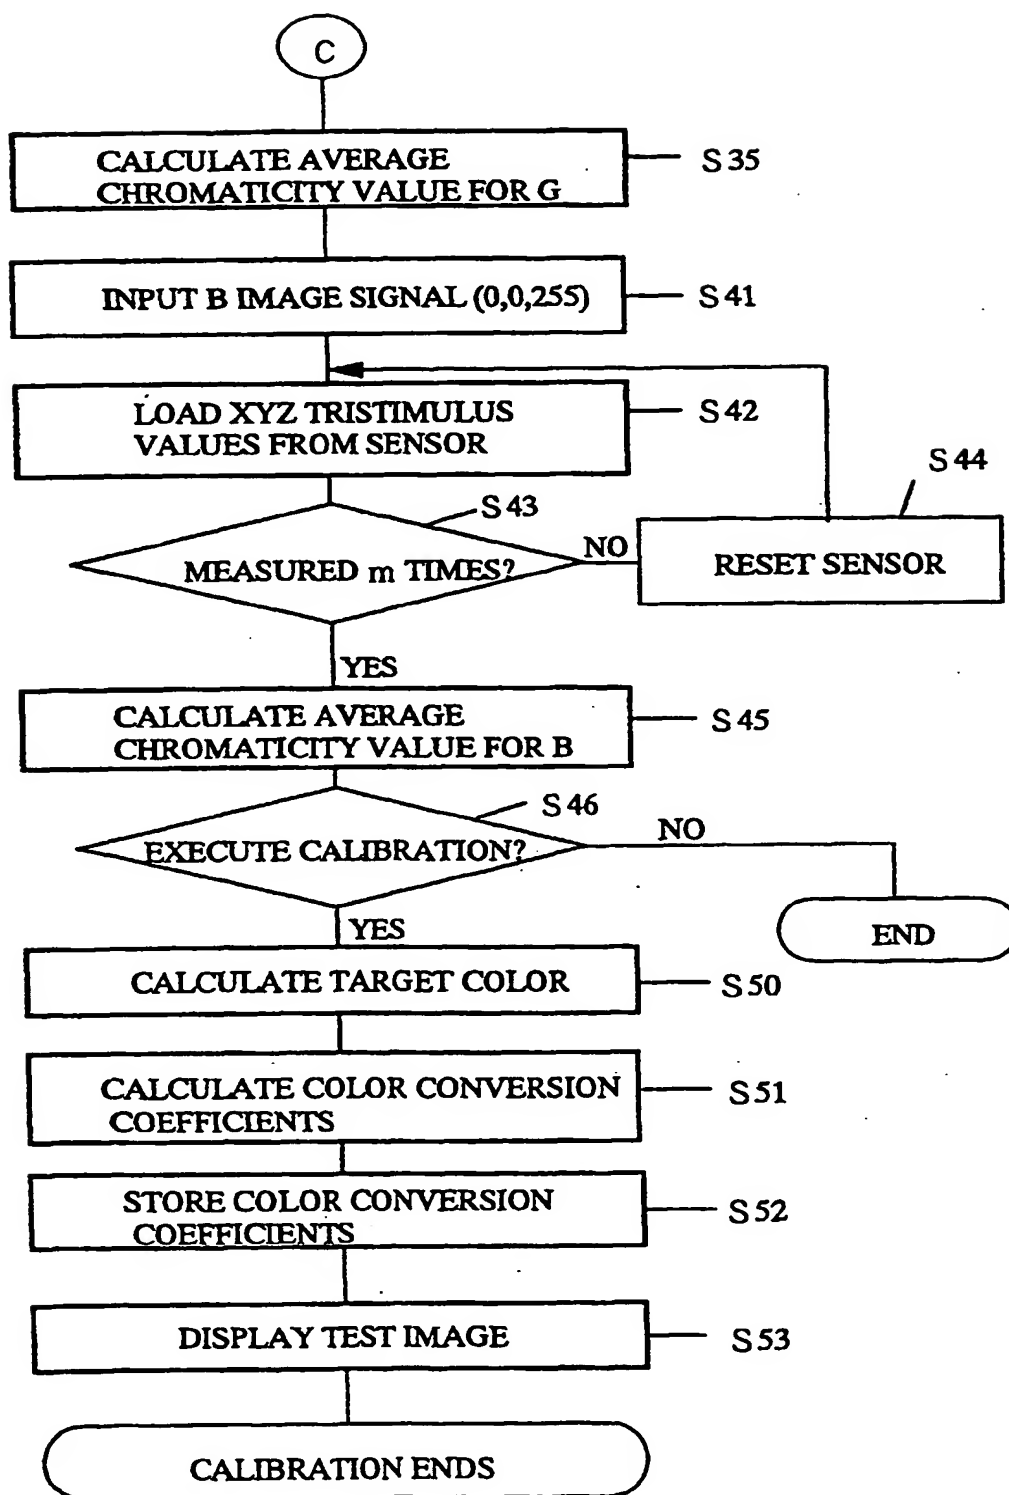 C
CALCULATE AVERAGE
CHROMATICITY VALUE FOR G
S35
INPUT B IMAGE SIGNAL (0,0,255)
S41
LOAD XYZ TRISTIMULUS
VALUES FROM SENSOR
S42
S44
S43
MEASURED m TIMES?
NO
RESET SENSOR
YES
CALCULATE AVERAGE
CHROMATICITY VALUE FOR B
S45
S46
EXECUTE CALIBRATION?
NO
YES
END
CALCULATE TARGET COLOR
S50
CALCULATE COLOR CONVERSION
COEFFICIENTS
S51
STORE COLOR CONVERSION
COEFFICIENTS
S52
DISPLAY TEST IMAGE
S53
CALIBRATION ENDS